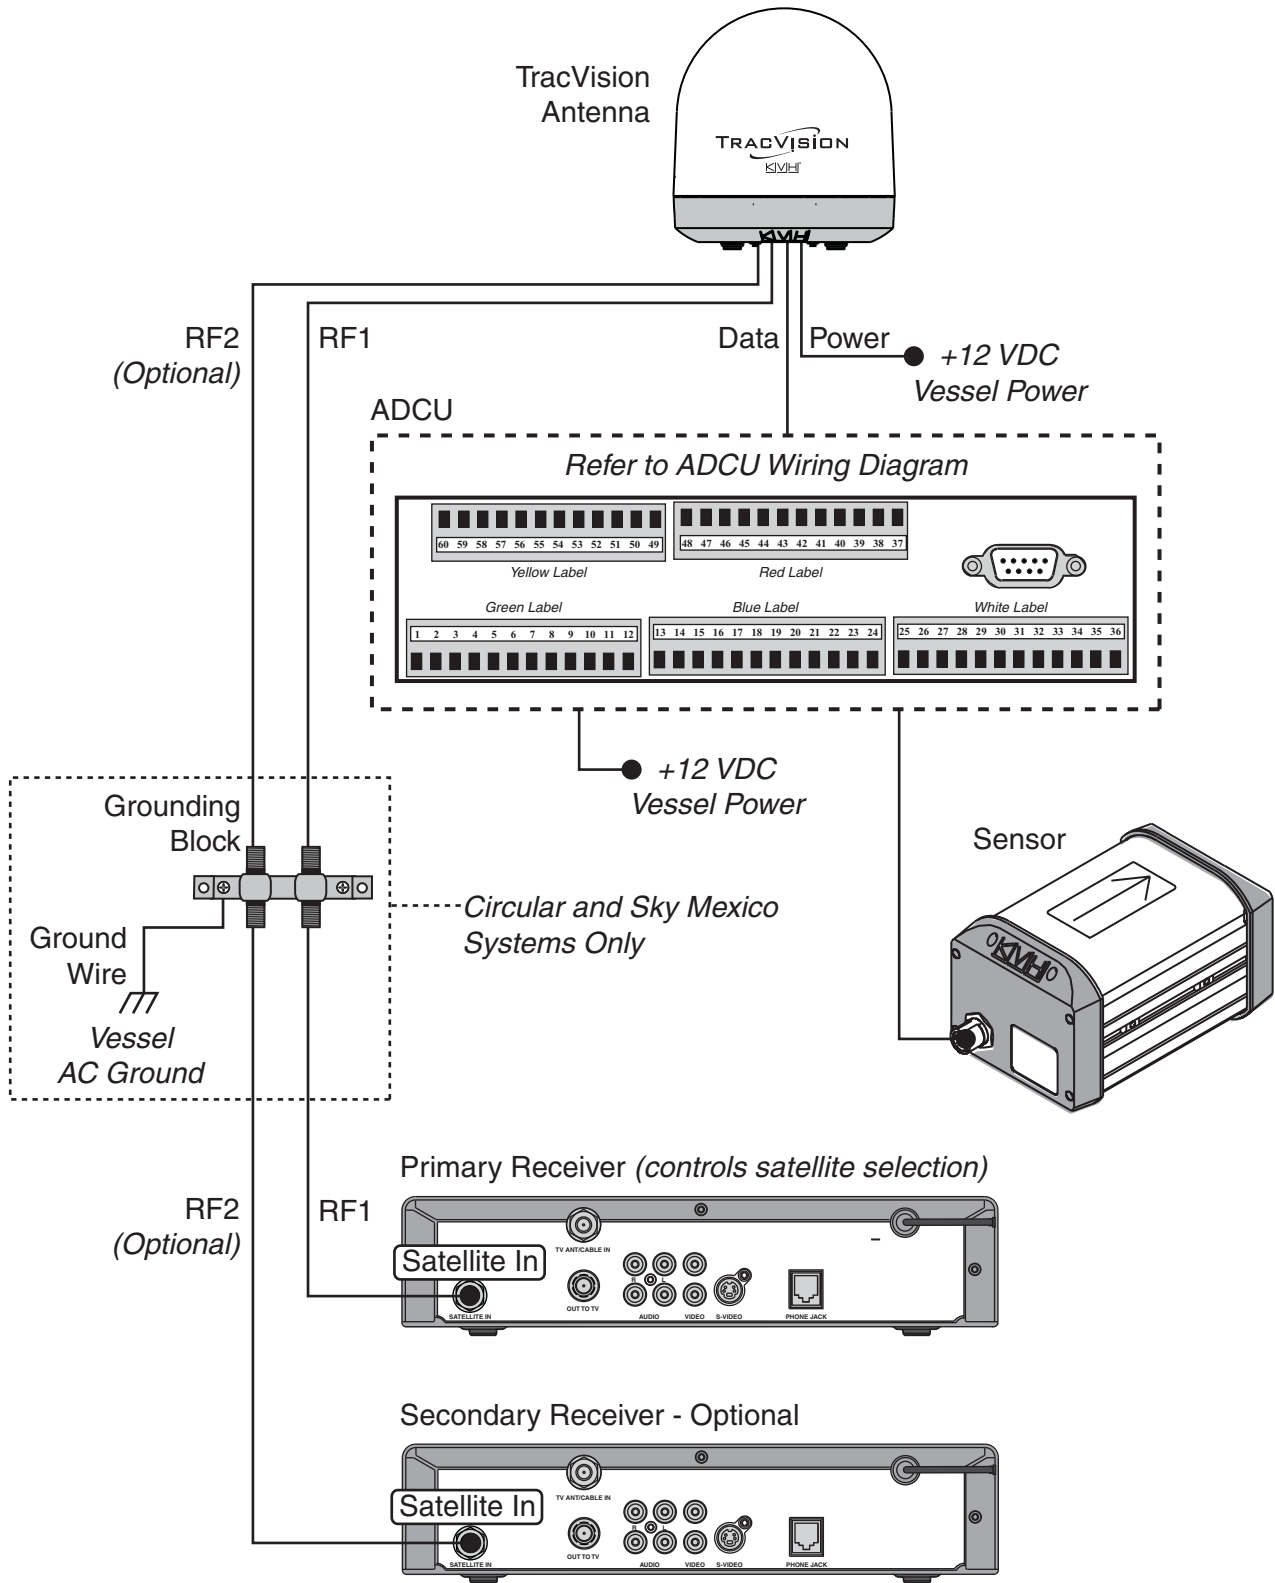 TracVision
Antenna
TRACVISION
KVH
KVH
RF2
(Optional)
RF1
Data
Power
+12 VDC
Vessel Power
ADCU
Refer to ADCU Wiring Diagram
60 59 58 57 56 55 54 53 52 51 50 49
48 47 46 45 44 43 42 41 40 39 38 37
Yellow Label
Red Label
Green Label
Blue Label
White Label
1 2 3 4 5 6 7 8 9 10 11 12
13 14 15 16 17 18 19 20 21 22 23 24
25 26 27 28 29 30 31 32 33 34 35 36
+12 VDC
Vessel Power
Grounding
Block
Sensor
KVH
Circular and Sky Mexico
Systems Only
Ground
Wire
Vessel
AC Ground
Primary Receiver (controls satellite selection)
RF2
(Optional)
RF1
TV ANT/CABLE IN
Satellite In
R L
SATELLITE IN
OUT TO TV
AUDIO
VIDEO
S-VIDEO
PHONE JACK
Secondary Receiver - Optional
TV ANT/CABLE IN
Satellite In
R L
SATELLITE IN
OUT TO TV
AUDIO
VIDEO
S-VIDEO
PHONE JACK